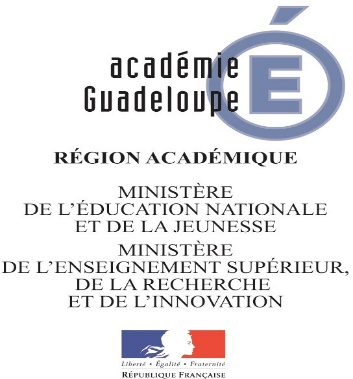 académie
Guadeloupe
É
RÉGION ACADÉMIQUE
MINISTÈRE
DE L'ÉDUCATION NATIONALE
ET DE LA JEUNESSE
MINISTÈRE
DE L'ENSEIGNEMENT SUPÉRIEUR,
DE LA RECHERCHE
ET DE L'INNOVATION
Liberté • Égalité • Fraternité
RÉPUBLIQUE FRANÇAISE